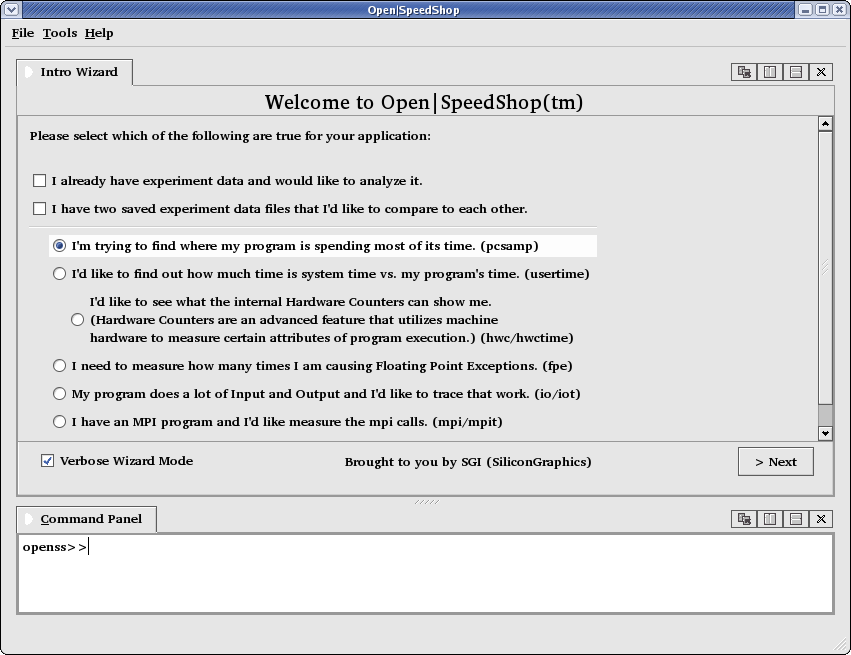 Open|SpeedShop
File Tools Help
Intro Wizard
Welcome to Open|SpeedShop(tm)
Please select which of the following are true for your application:
I already have experiment data and would like to analyze it.
I have two saved experiment data files that I'd like to compare to each other.
I'm trying to find where my program is spending most of its time. (pcsamp)
I'd like to find out how much time is system time vs. my program's time. (usertime)
I'd like to see what the internal Hardware Counters can show me.
(Hardware Counters are an advanced feature that utilizes machine
hardware to measure certain attributes of program execution.) (hwc/hwctime)
I need to measure how many times I am causing Floating Point Exceptions. (fpe)
My program does a lot of Input and Output and I'd like to trace that work. (io/iot)
I have an MPI program and I'd like measure the mpi calls. (mpi/mpit)
Verbose Wizard Mode
Brought to you by SGI (SiliconGraphics)
> Next
Command Panel
openss>>